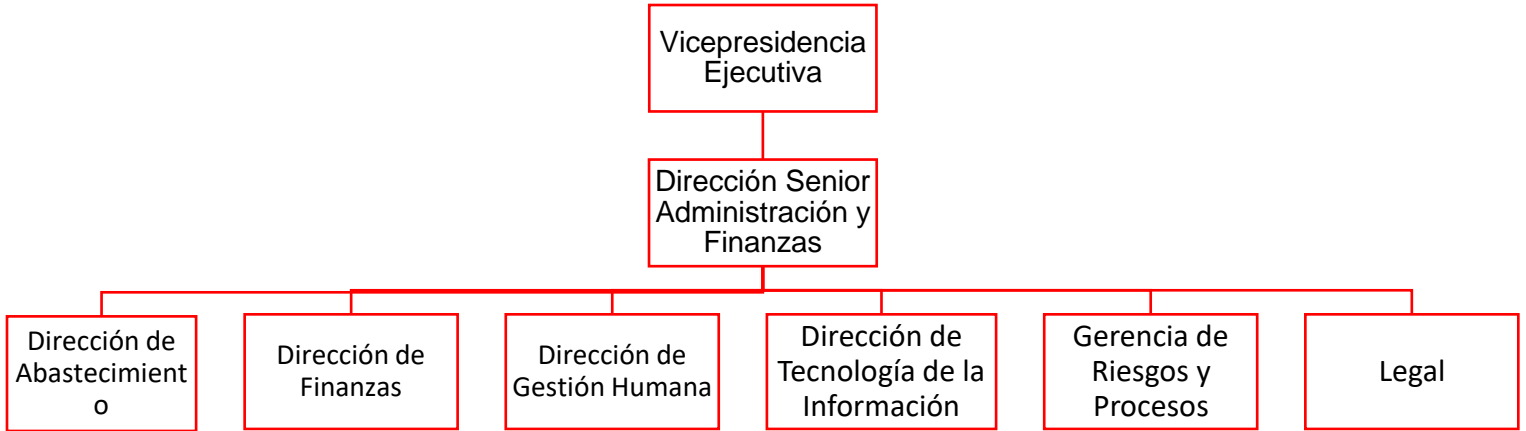 Vicepresidencia
Ejecutiva
Dirección Senior
Administración y
Finanzas
Dirección de
Abastecimient
o
Dirección de
Finanzas
Dirección de
Gestión Humana
Dirección de
Tecnología de la
Información
Gerencia de
Riesgos y
Procesos
Legal